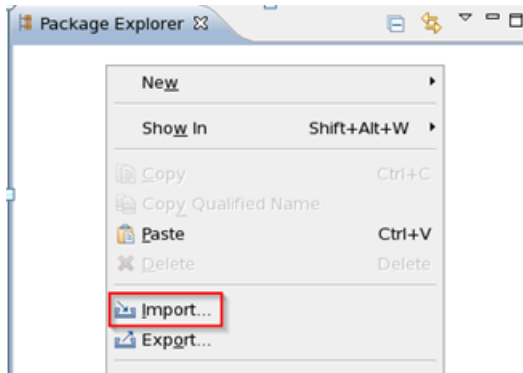 Package Explorer
New
Show In Shift+Alt+W
Copy Ctrl+C
Copy Qualified Name
Paste Ctrl+V
Delete Delete
Import...
Export...